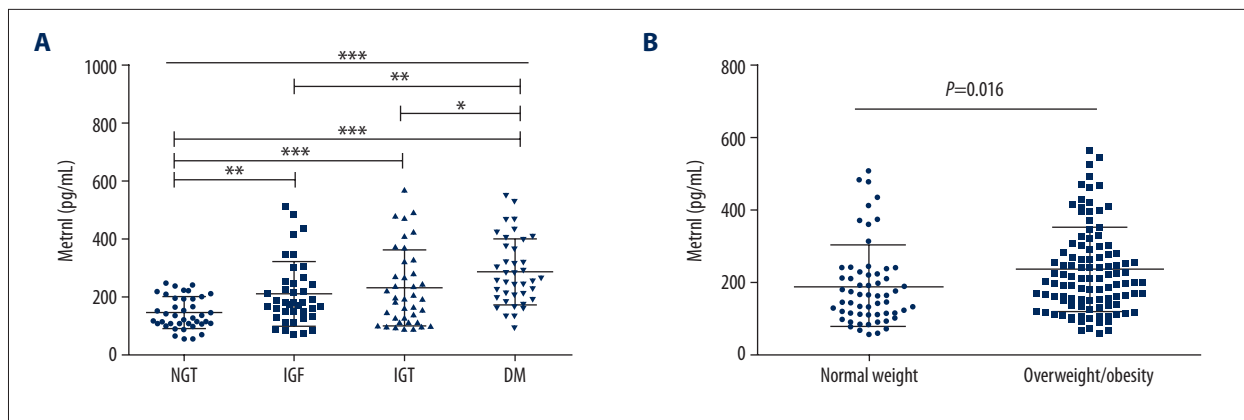 A
***
**
*
***
***
**
Metrnl (pg/mL)
1000
800
600
400
200
0
NGT IGF IGT DM
B
P=0.016
Metrnl (pg/mL)
800
600
400
200
0
Normal weight Overweight/obesity